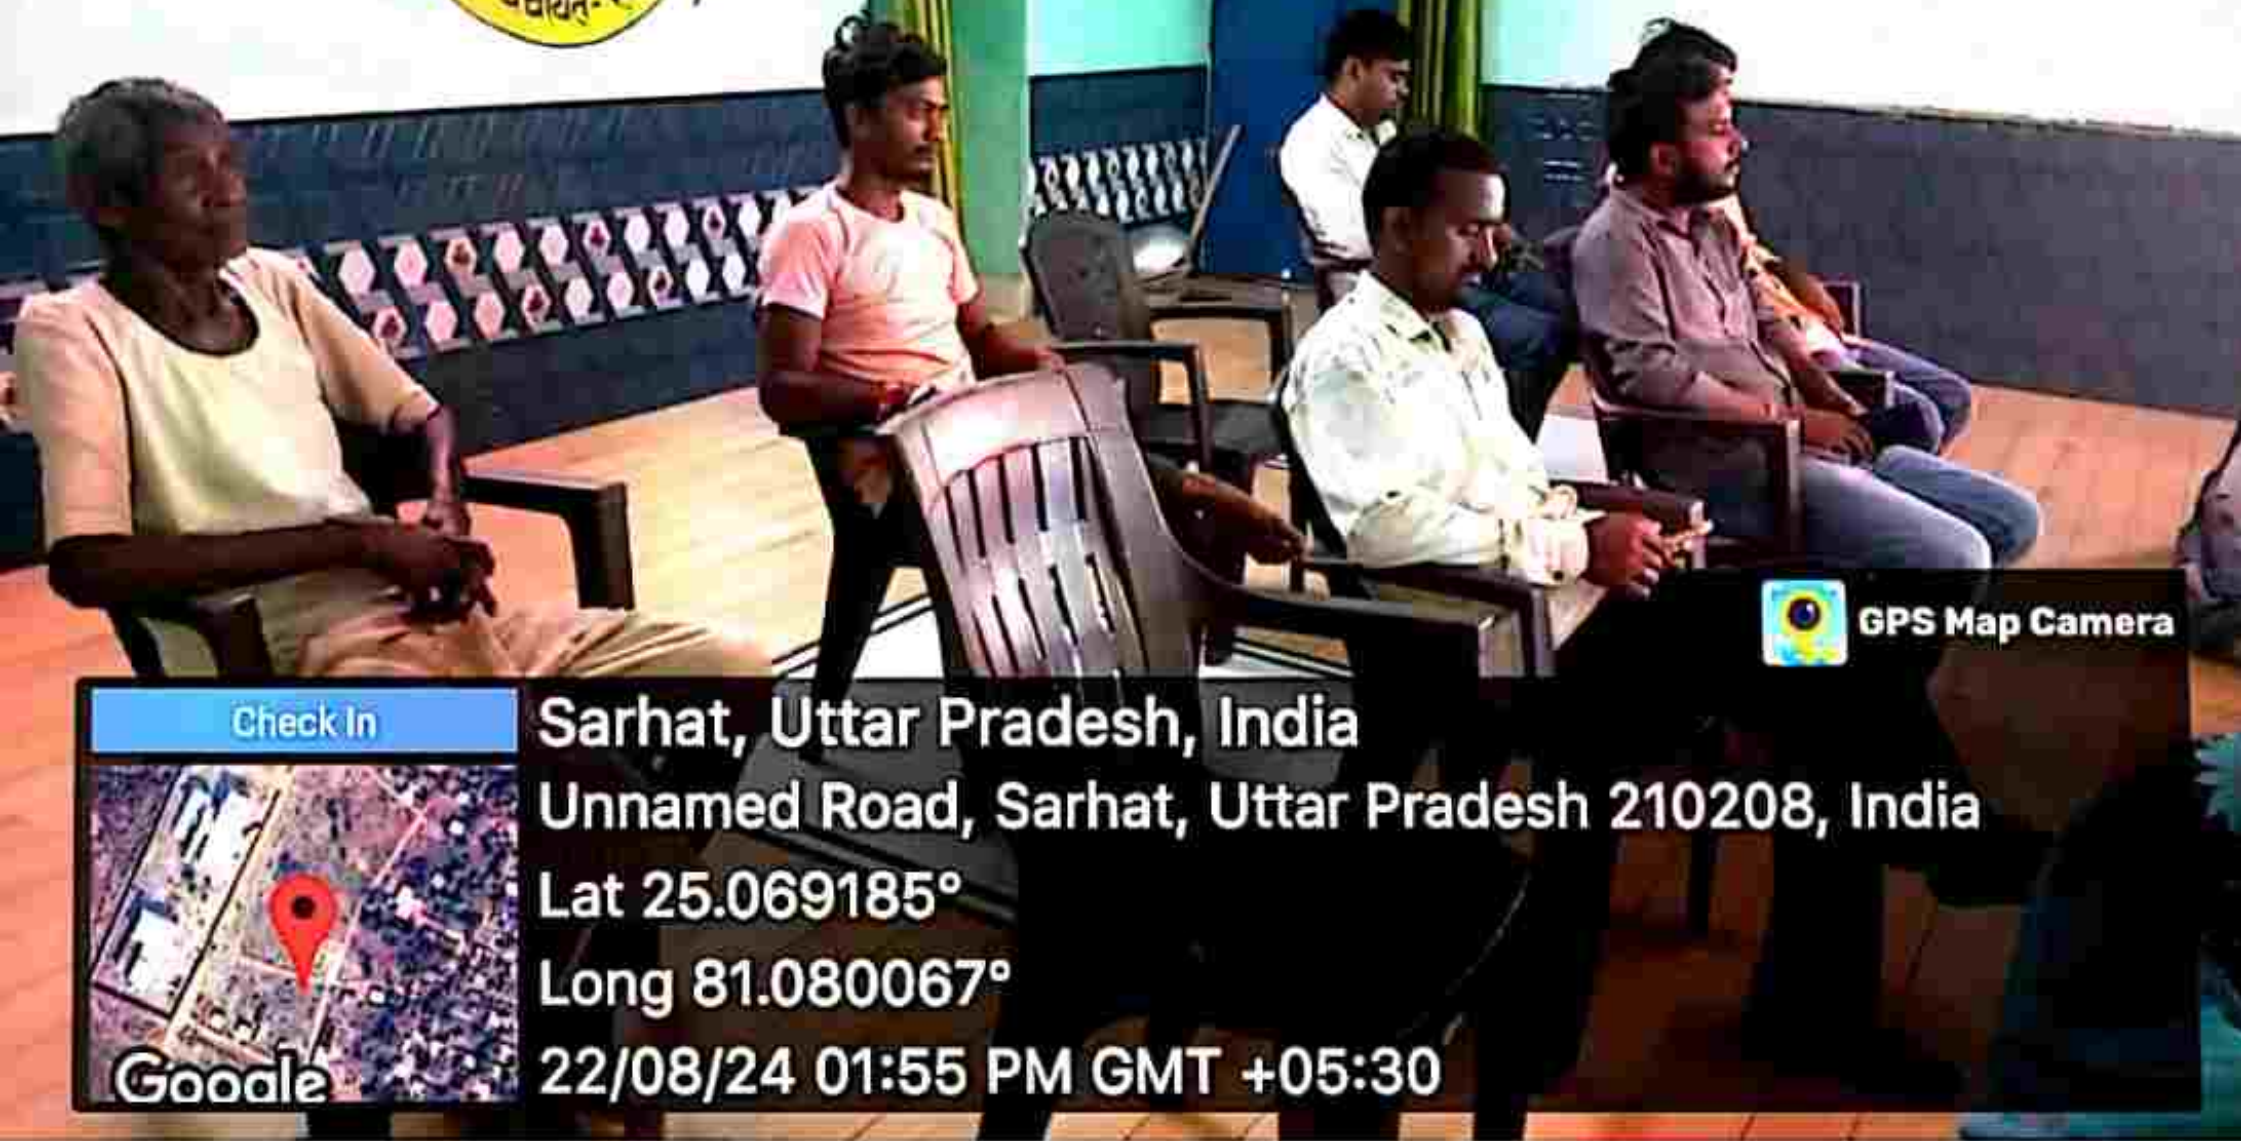 GPS Map Camera
Check In
Sarhat, Uttar Pradesh, India
Unnamed Road, Sarhat, Uttar Pradesh 210208, India
Lat 25.069185°
Long 81.080067°
22/08/24 01:55 PM GMT +05:30
Google